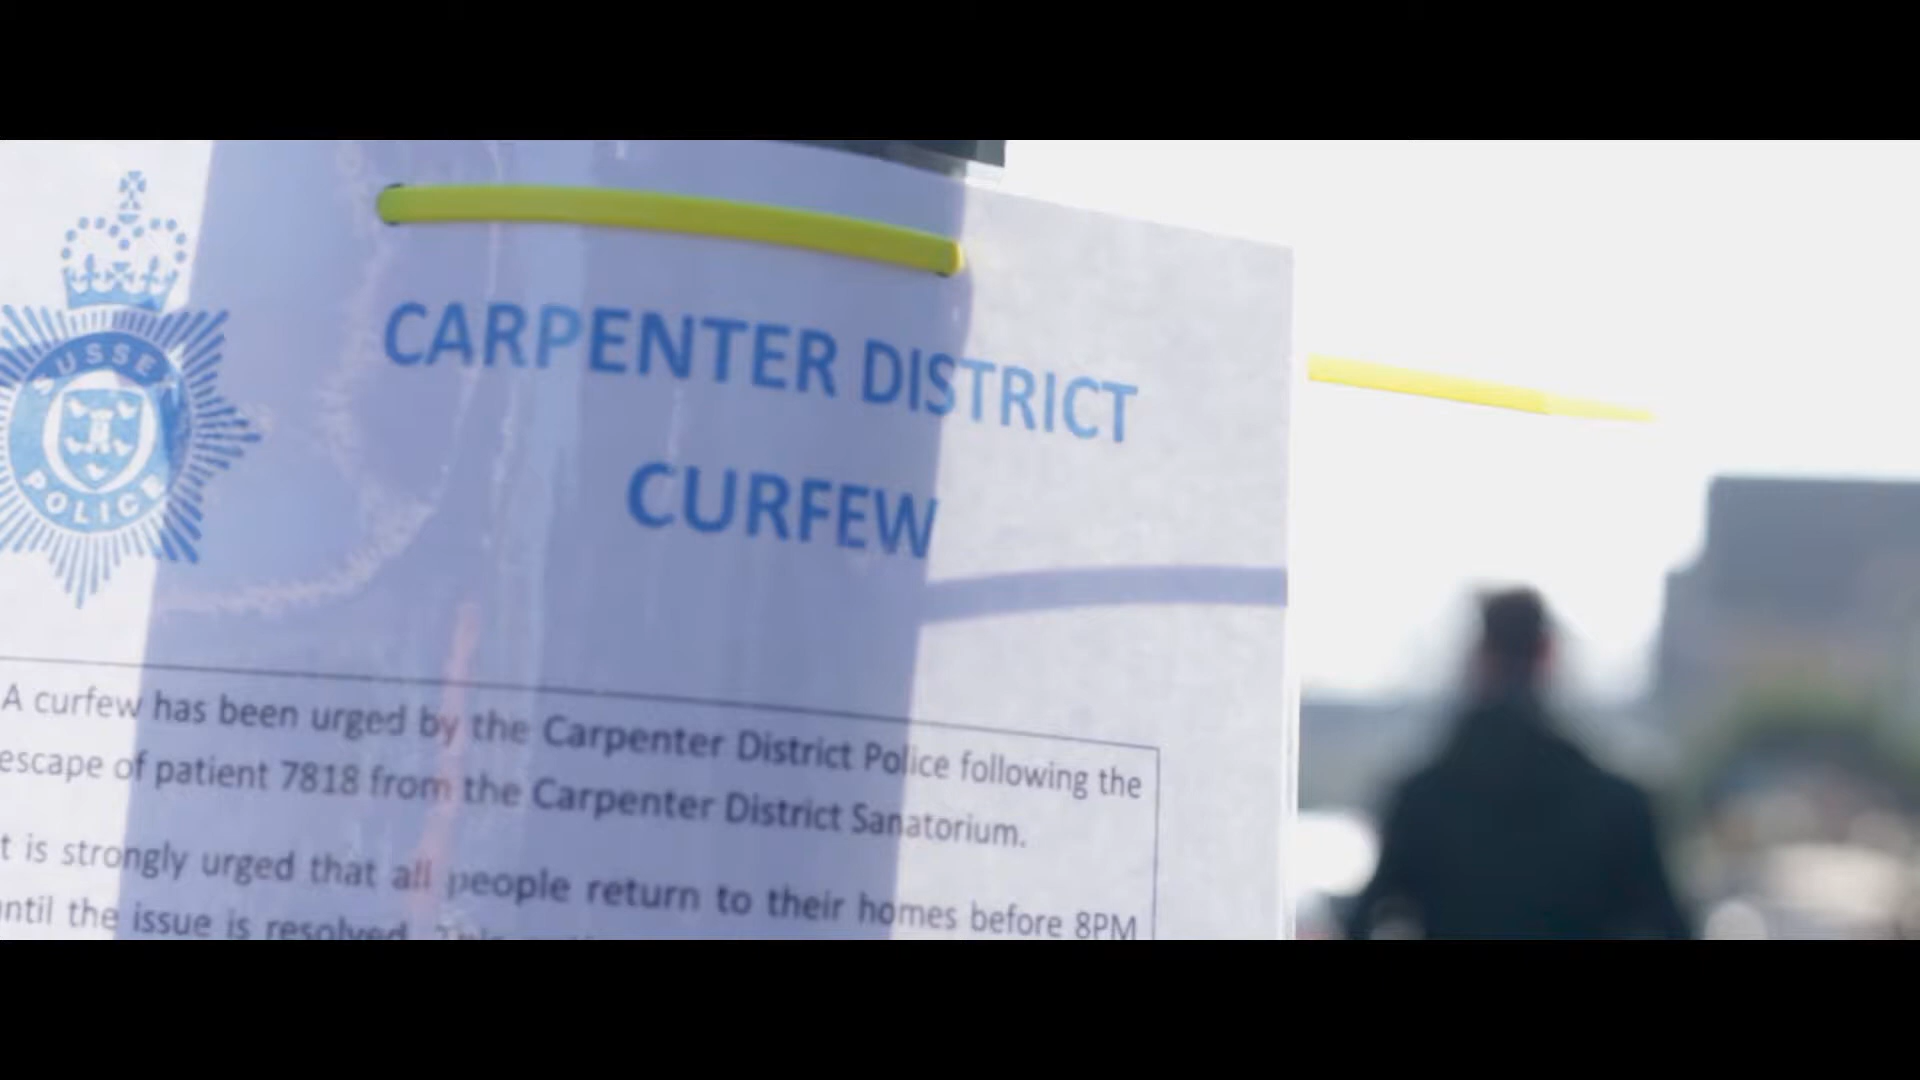 SUSSEX
POLICE
CARPENTER DISTRICT
CURFEW
A curfew has been urged by the Carpenter District Police following the
escape of patient 7818 from the Carpenter District Sanatorium.
t is strongly urged that all people return to their homes before 8PM
until the issue is resolved.